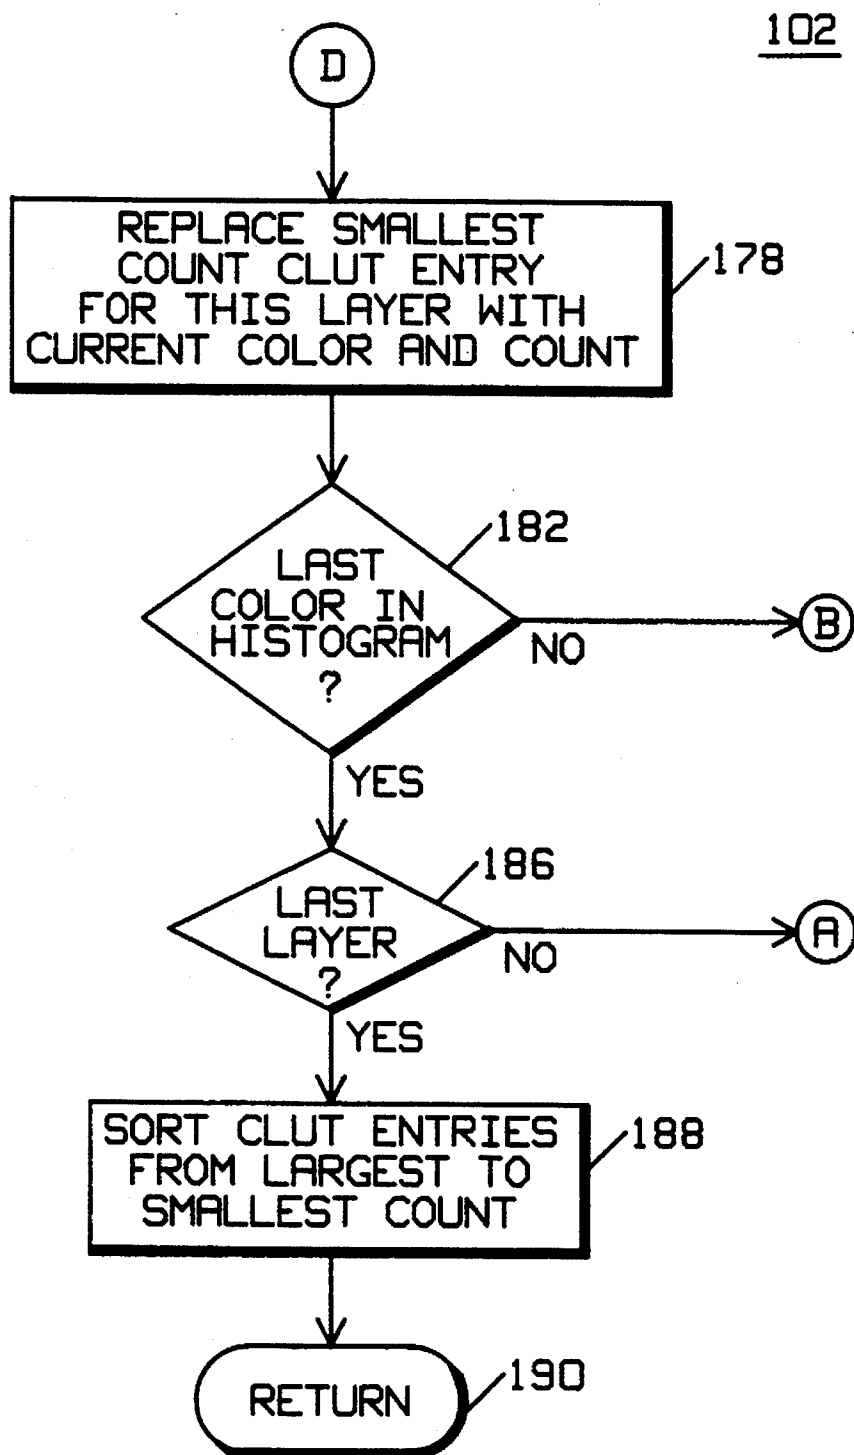 102
D
REPLACE SMALLEST
COUNT CLUT ENTRY
FOR THIS LAYER WITH
CURRENT COLOR AND COUNT
178
182
LAST
COLOR IN
HISTOGRAM
?
NO
B
YES
186
LAST
LAYER
?
NO
A
YES
SORT CLUT ENTRIES
FROM LARGEST TO
SMALLEST COUNT
188
RETURN
190